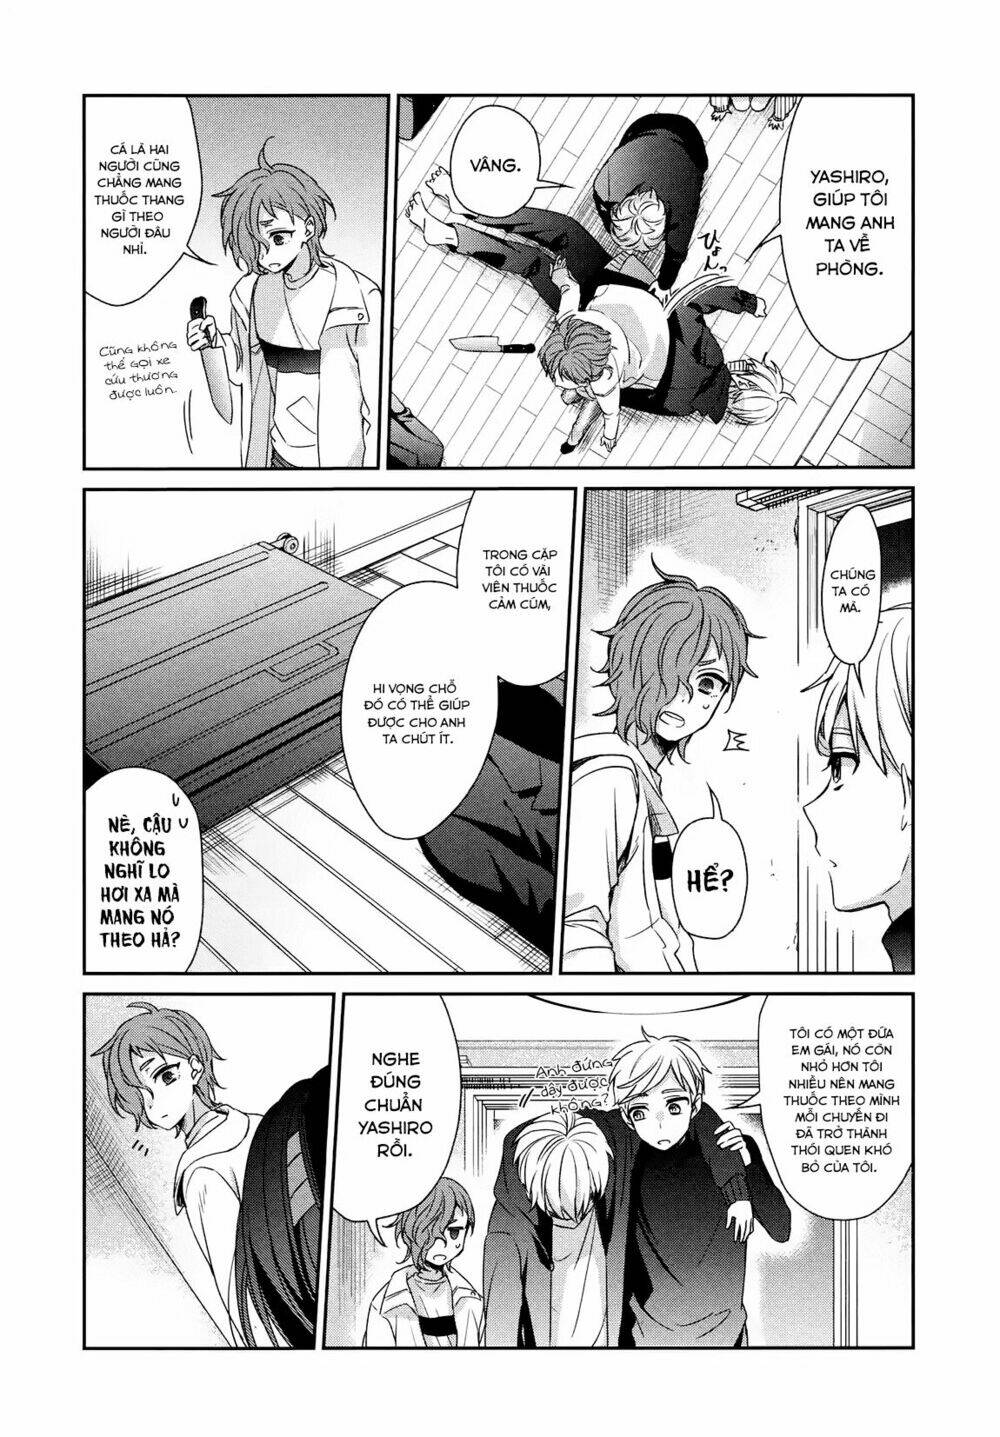 YASHIRO,
GIÚP TÔI
MANG ANH
TA VỀ
PHÒNG.
VÂNG.
ぴょんっ
CÁ LÀ HAI
NGƯỜI CŨNG
CHẲNG MANG
THUỐC THANG
GÌ THEO
NGƯỜI ĐÂU
NHỈ.
Cũng không
thể gọi xe
cứu thương
được luôn.
CHÚNG
TA CÓ
MÀ.
HỂ?
TRONG CẶP
TÔI CÓ VÀI
VIÊN THUỐC
CẢM CÚM,
HI VỌNG CHỖ
ĐÓ CÓ THỂ GIÚP
ĐƯỢC CHO ANH
TA CHÚT ÍT.
NÈ, CẬU
KHÔNG
NGHĨ LO
HƠI XA MÀ
MANG NÓ
THEO HẢ?
TÔI CÓ MỘT ĐỨA
EM GÁI, NÓ CÒN
NHỎ HƠN TÔI
NHIỀU NÊN MANG
THUỐC THEO MÌNH
MỖI CHUYẾN ĐI
ĐÃ TRỞ THÀNH
THÓI QUEN KHÓ
BỎ CỦA TÔI.
Anh đứng
dậy được
không?
NGHE
ĐÚNG
CHUẨN
YASHIRO
RỒI.